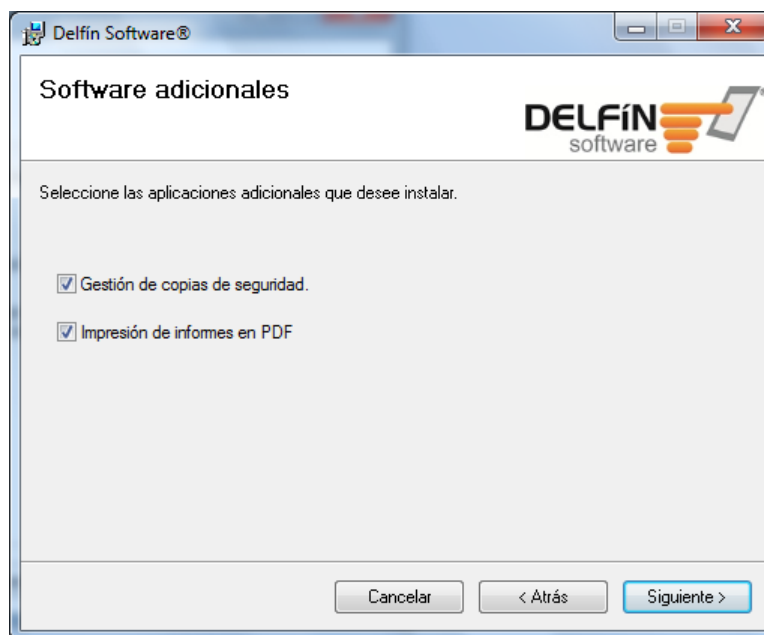 Delfín Software®
Software adicionales
DELFíN
software
Seleccione las aplicaciones adicionales que desee instalar.
Gestión de copias de seguridad.
Impresión de informes en PDF
Cancelar
< Atrás
Siguiente >